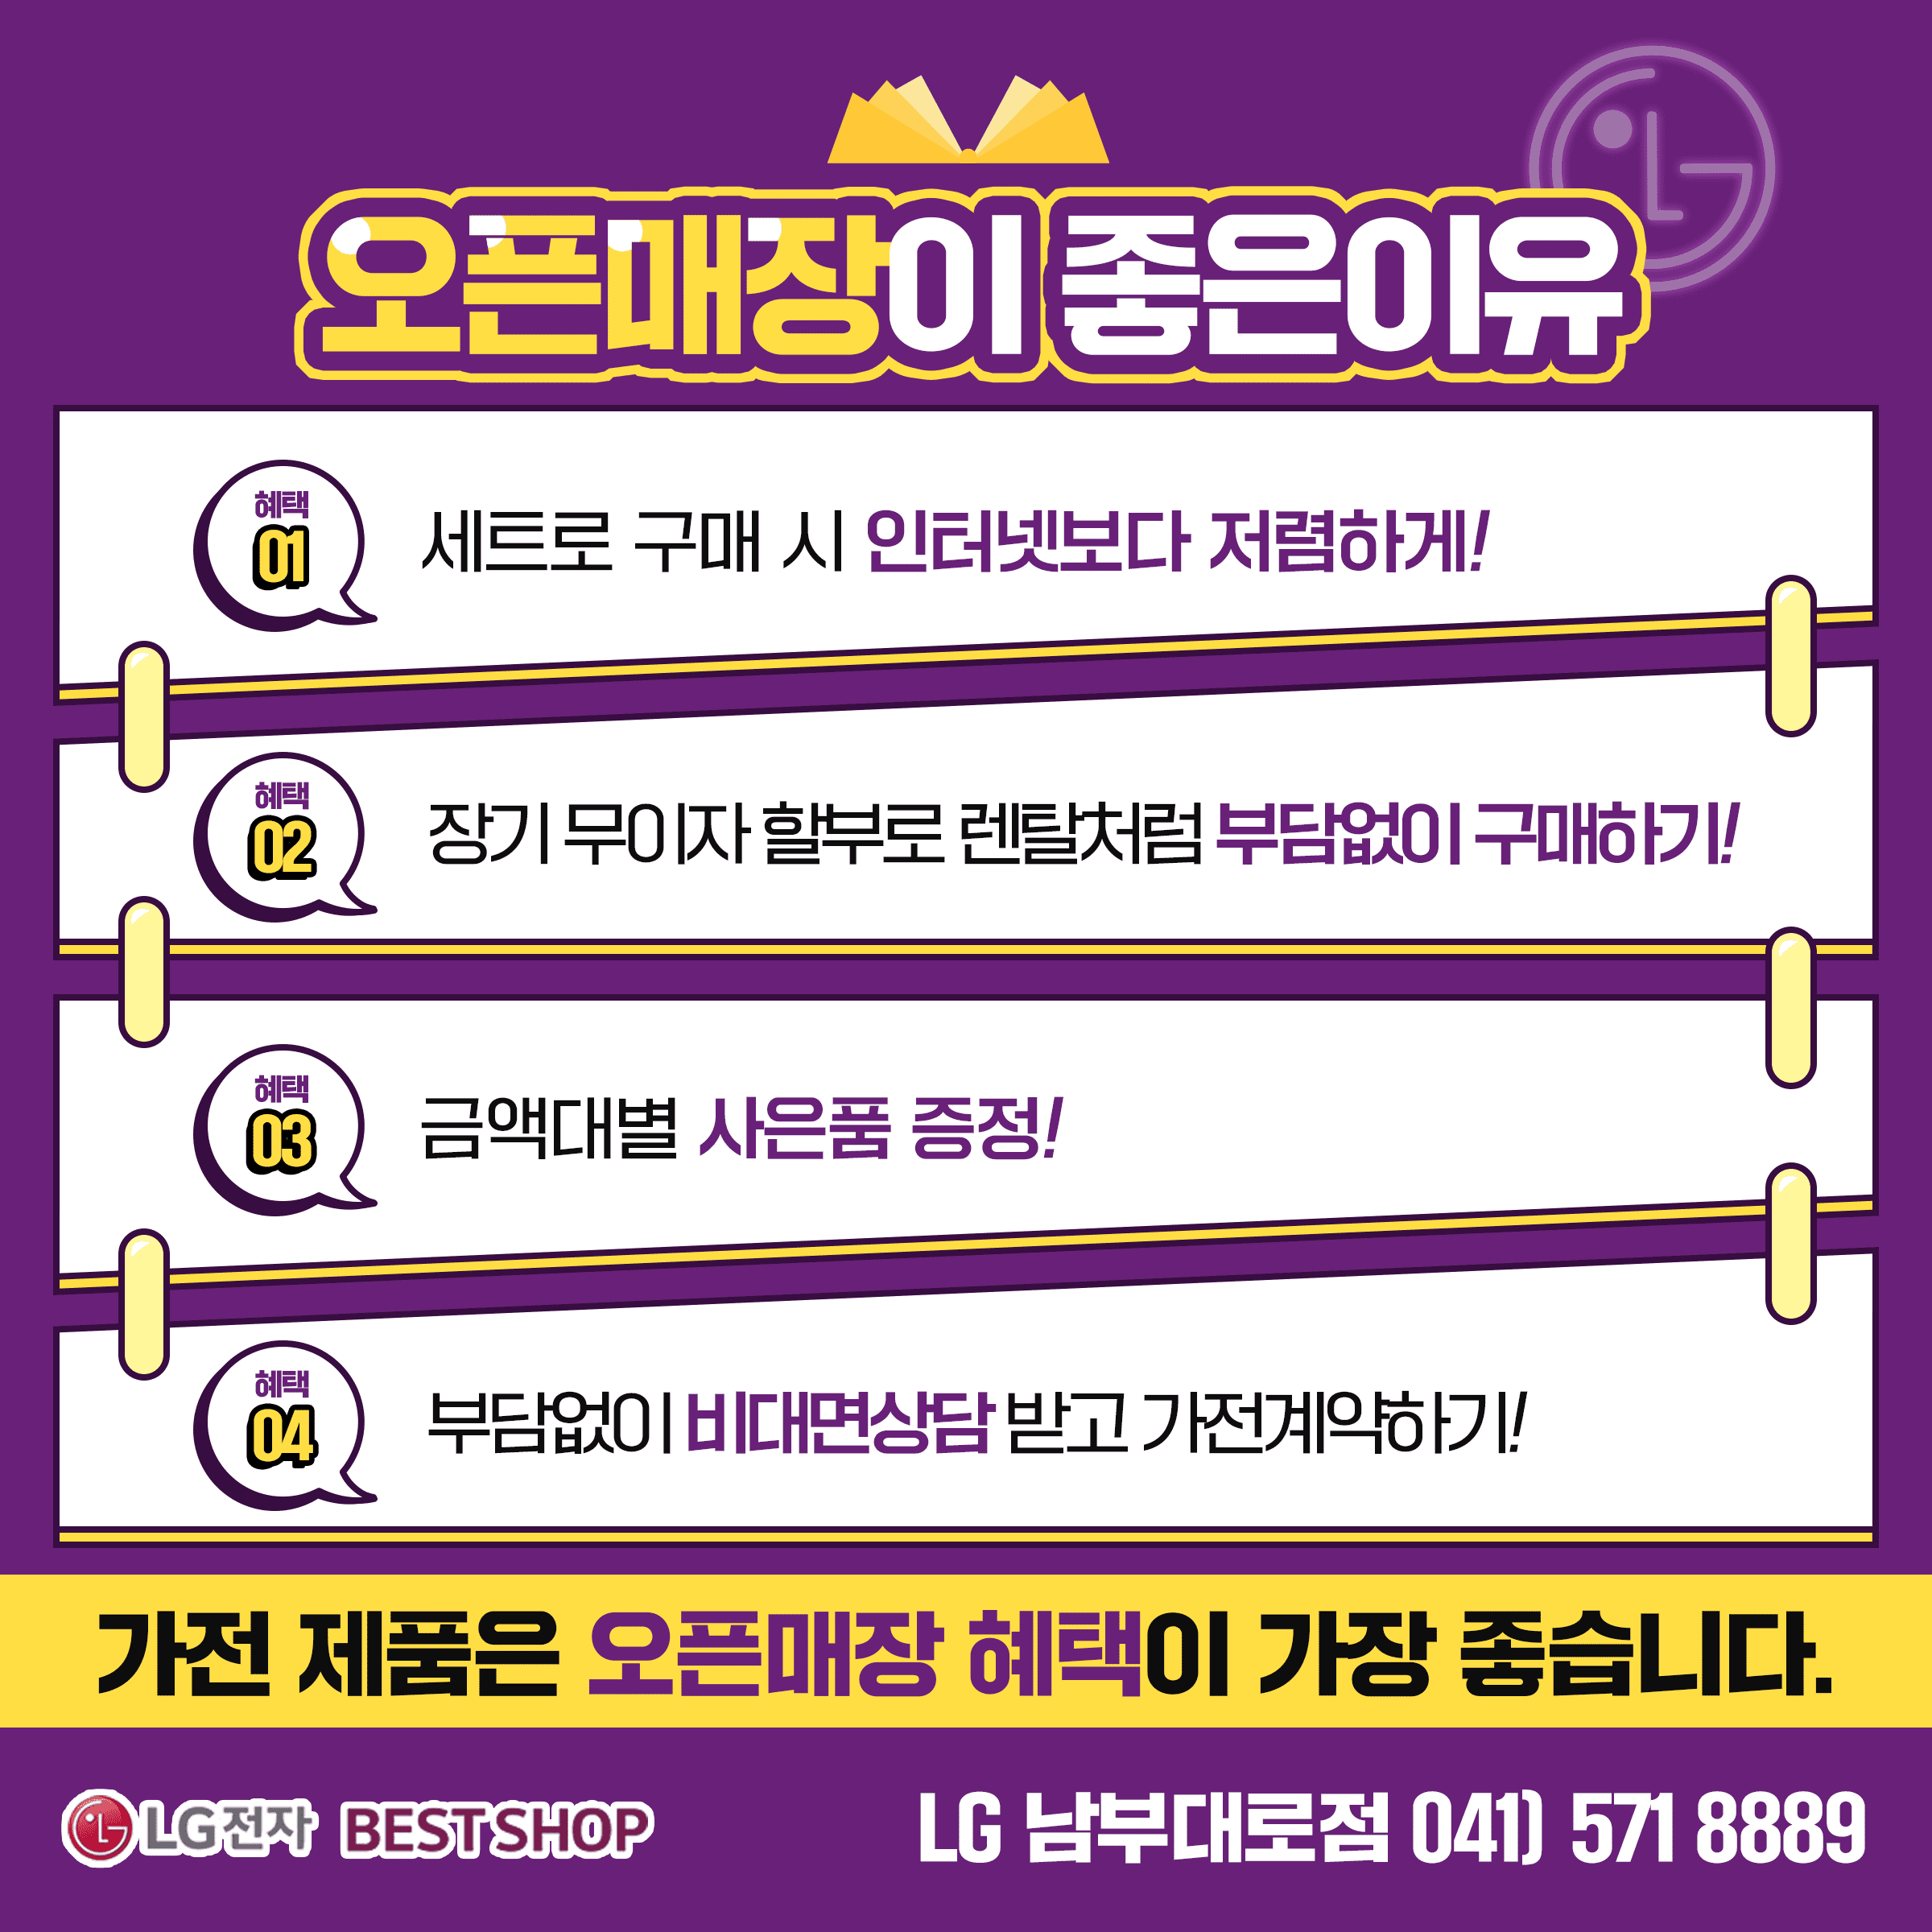 LG
오픈매장이 좋은이유
혜택
01
세트로 구매 시 인터넷보다 저렴하게!
혜택
02
장기 무이자 할부로 렌탈처럼 부담없이 구매하기!
혜택
03
금액대별 사은품 증정!
혜택
04
부담없이 비대면상담 받고 가전계약하기!
가전 제품은 오픈매장 혜택이 가장 좋습니다.
LG전자 BEST SHOP
LG 남부대로점 041) 571 8889